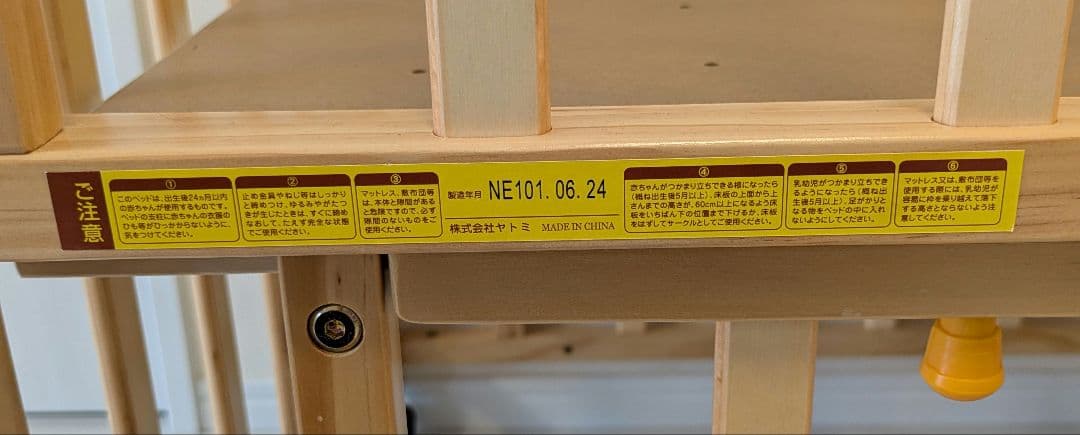 ご注意
①
このベッドは、出生後24ヵ月以内
の赤ちゃんが使用するものです。
ベッドの支柱に赤ちゃんの衣服の
ひも等がひっかからないように、
気をつけてください。
②
止め金具やねじ等はしっかり
と締めつけ、ゆるみやがたつ
きが生じたときは、すぐに締め
なおして、たえず完全な状態
でご使用ください。
③
マットレス、敷布団等
は、本体と隙間がある
と危険ですので、必ず
隙間のないものをご
使用ください。
製造年月 NE101.06.24
株式会社ヤトミ MADE IN CHINA
④
赤ちゃんがつかまり立ちできる様になったら
(概ね出生後5月以上)、床板の上面から上
さんまでの高さが、60cm以上になるよう床
板をいちばん下の位置まで下げるか、床板
をはずしてサークルとしてご使用ください。
⑤
乳幼児がつかまり立ちでき
るようになったら(概ね出
生後5月以上)、足がかりと
なる物をベッドの中に入れ
ないようにしてください。
⑥
マットレス又は、敷布団等を
使用する際には、乳幼児が
容易に枠を乗り越えて落下
する高さとならないよう注
意してください。